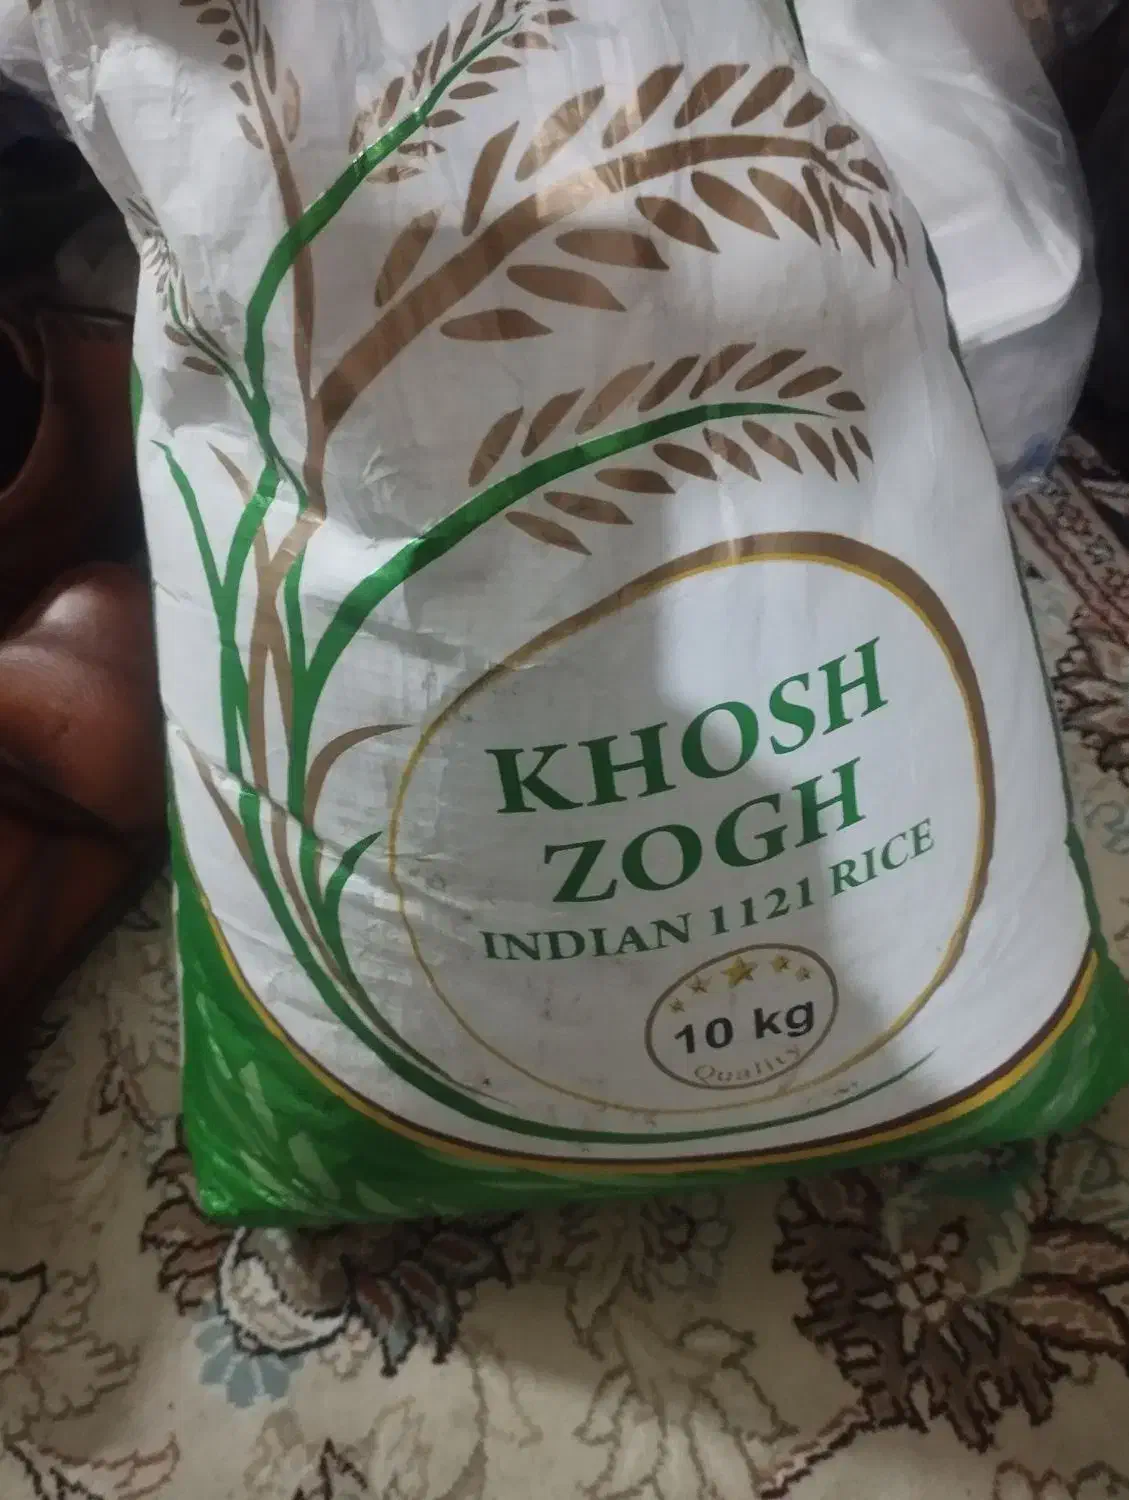 KHOSH
ZOGH
INDIAN 1121 RICE
10 kg
Quality